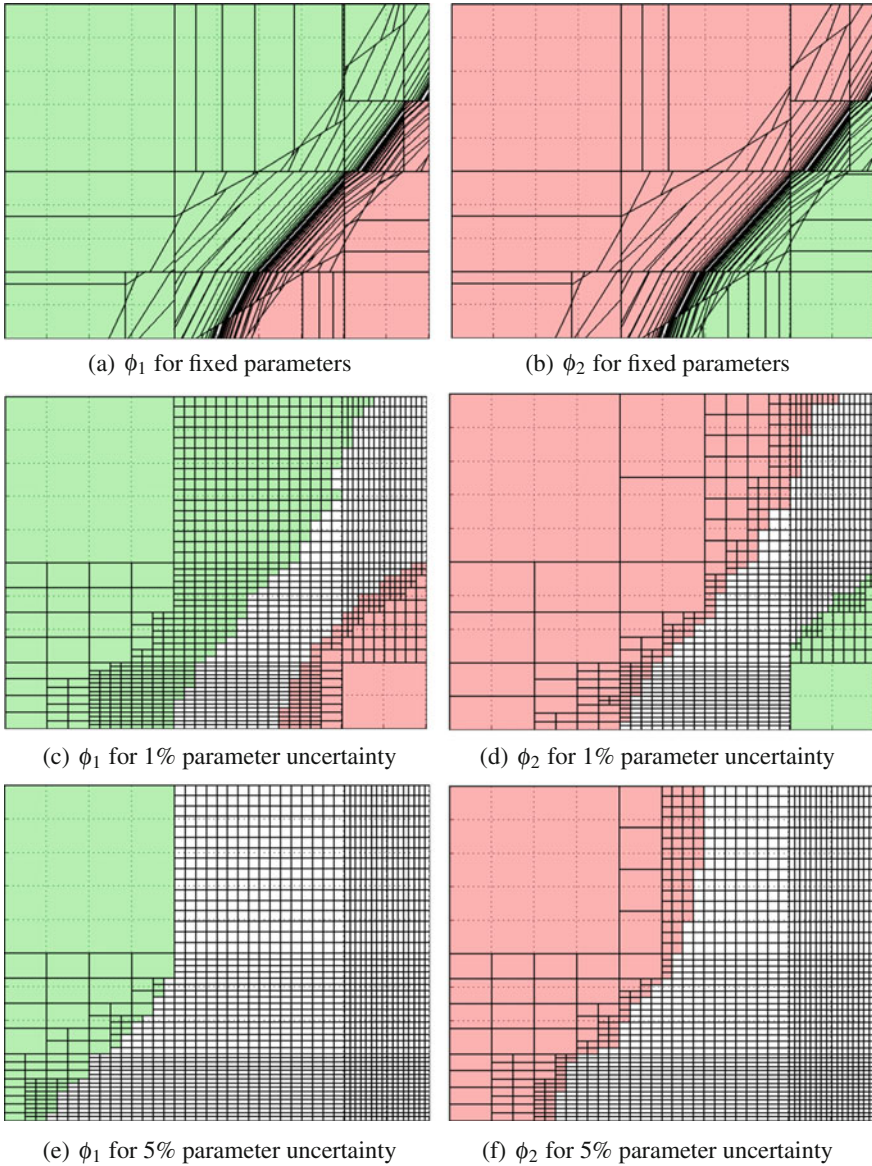 (a) ϕ₁ for fixed parameters
(b) ϕ₂ for fixed parameters
(c) ϕ₁ for 1% parameter uncertainty
(d) ϕ₂ for 1% parameter uncertainty
(e) ϕ₁ for 5% parameter uncertainty
(f) ϕ₂ for 5% parameter uncertainty